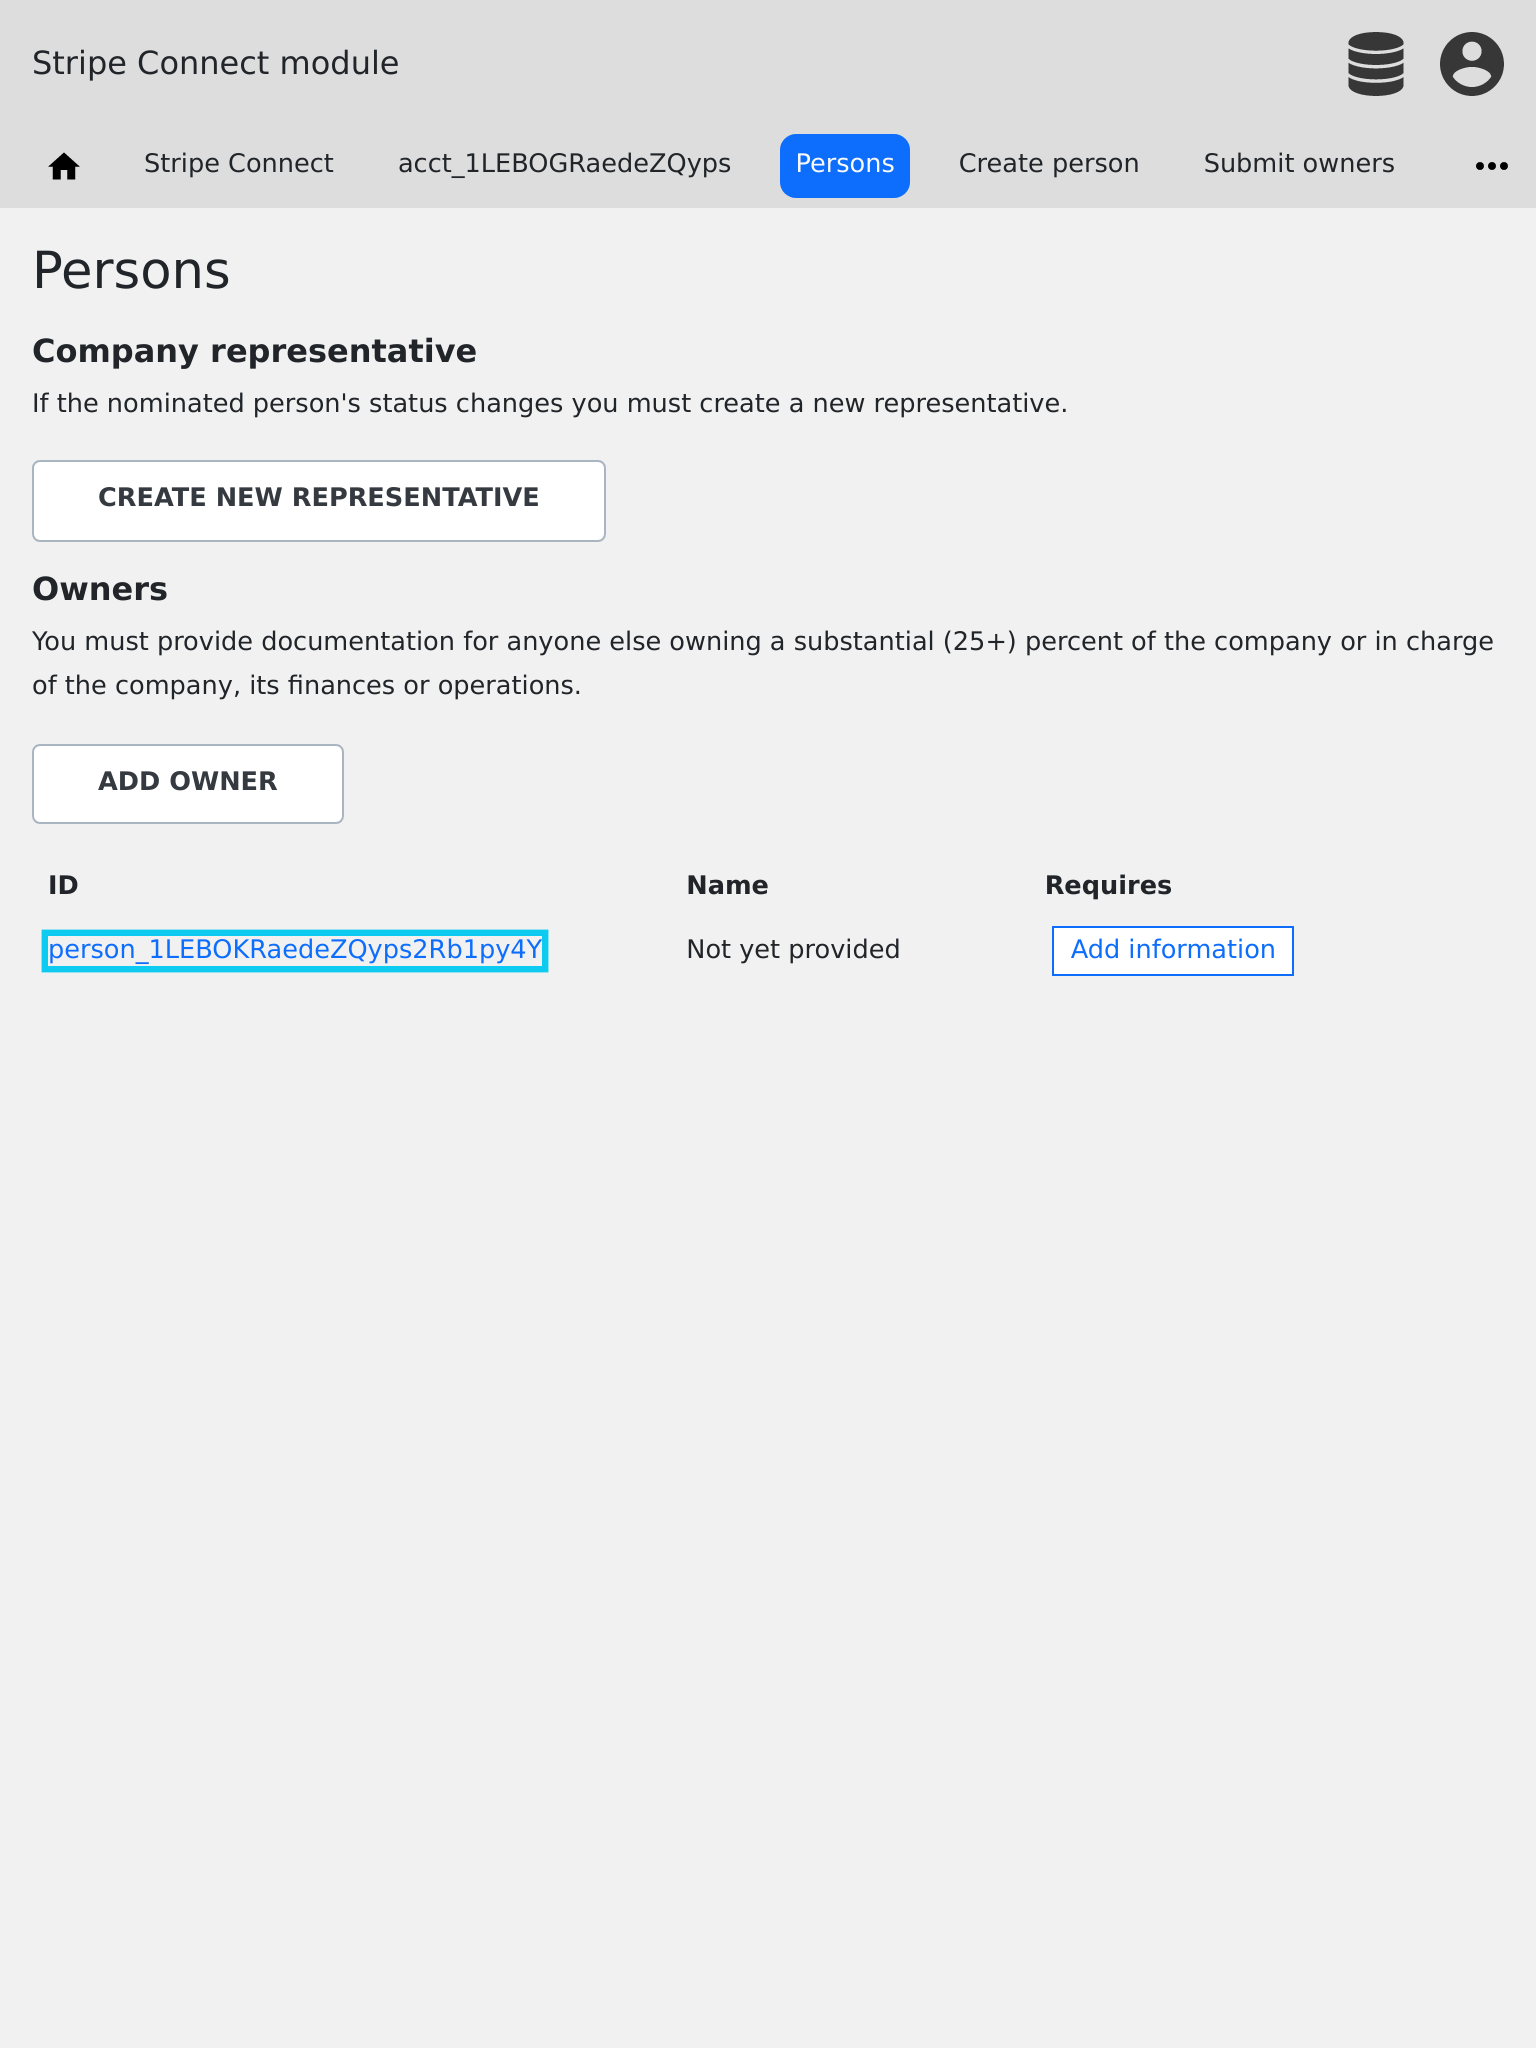 Stripe Connect module
Stripe Connect
acct_1LEBOGRaedeZQyps
Persons
Create person
Submit owners
Persons
Company representative
If the nominated person's status changes you must create a new representative.
CREATE NEW REPRESENTATIVE
Owners
You must provide documentation for anyone else owning a substantial (25+) percent of the company or in charge
of the company, its finances or operations.
ADD OWNER
ID Name Requires
person_1LEBOKRaedeZQyps2Rb1py4Y Not yet provided Add information